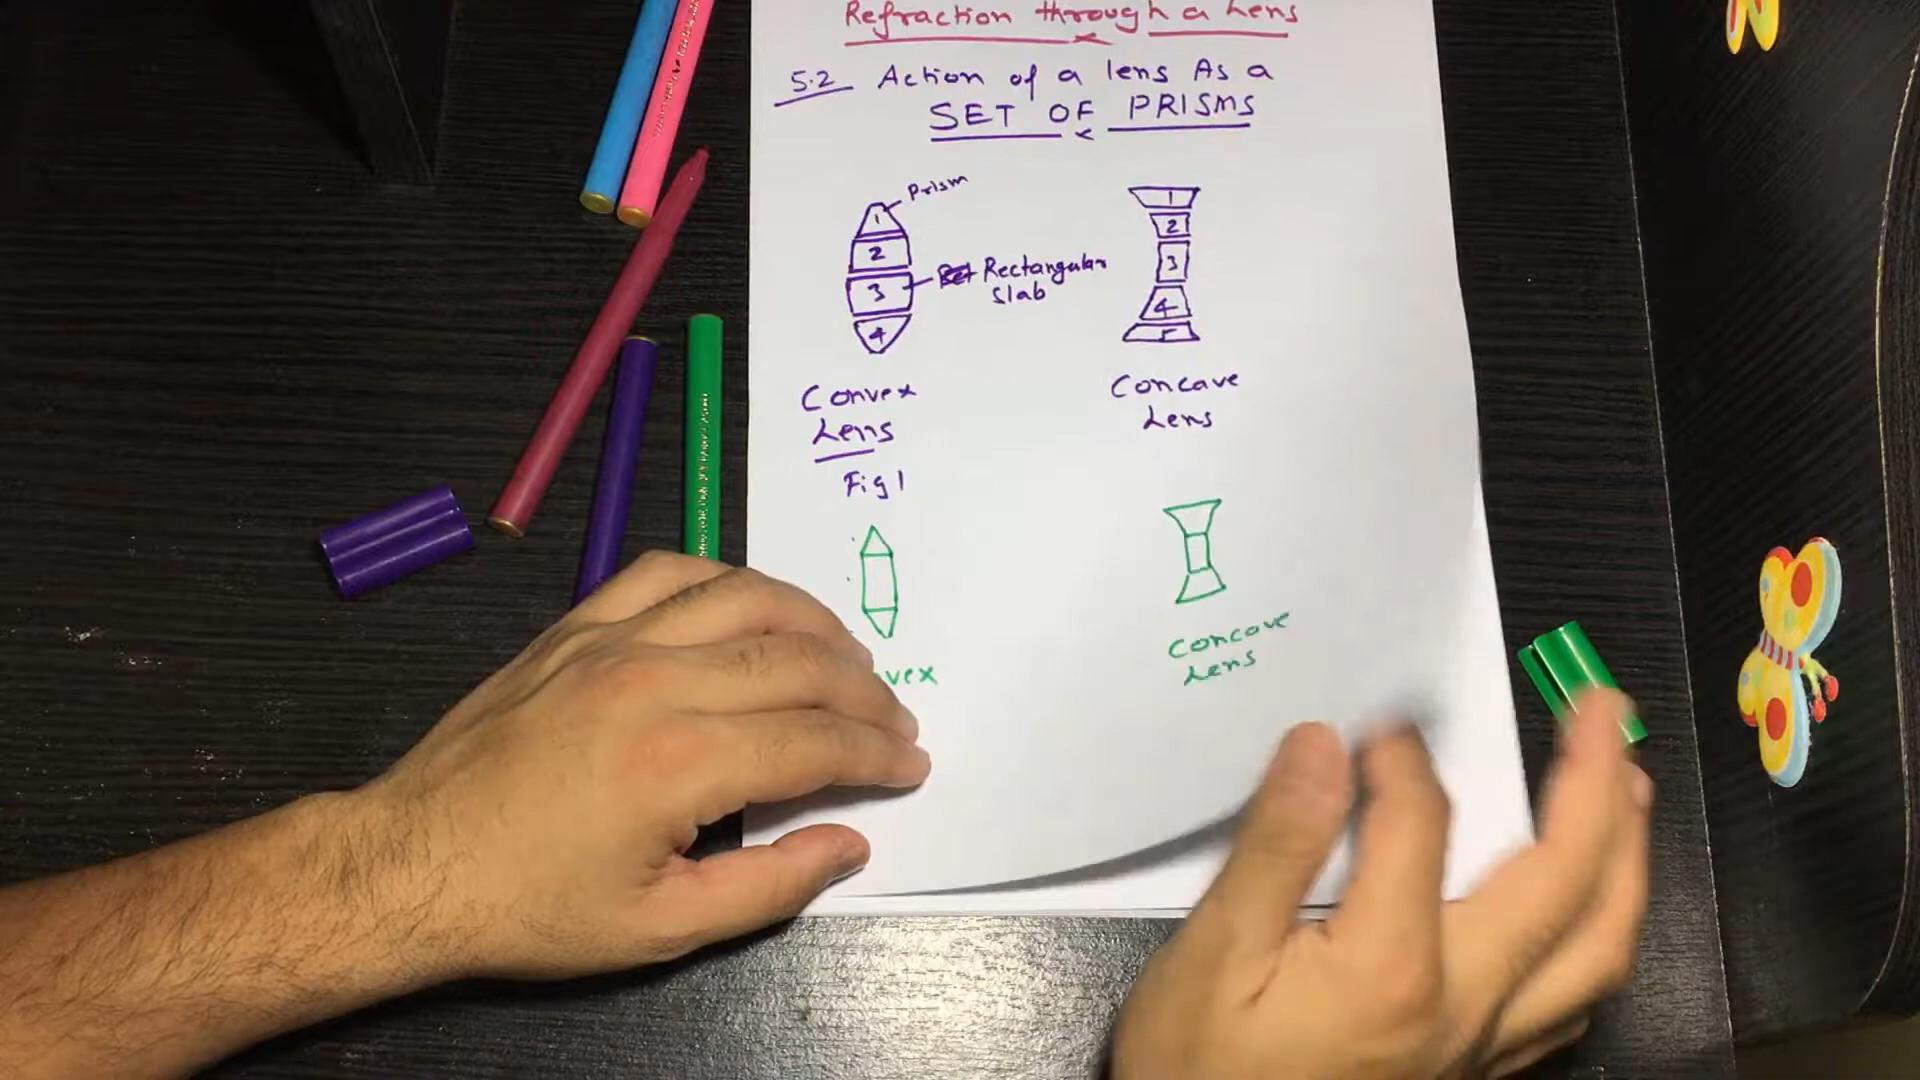 Refraction through a Lens
5.2 Action of a lens As a
SET OF PRISMS
Prism
1
2
3
4
Rectangular
slab
1
2
3
4
5
Convex
Lens
Fig 1
Concave
Lens
vex
Concave
Lens